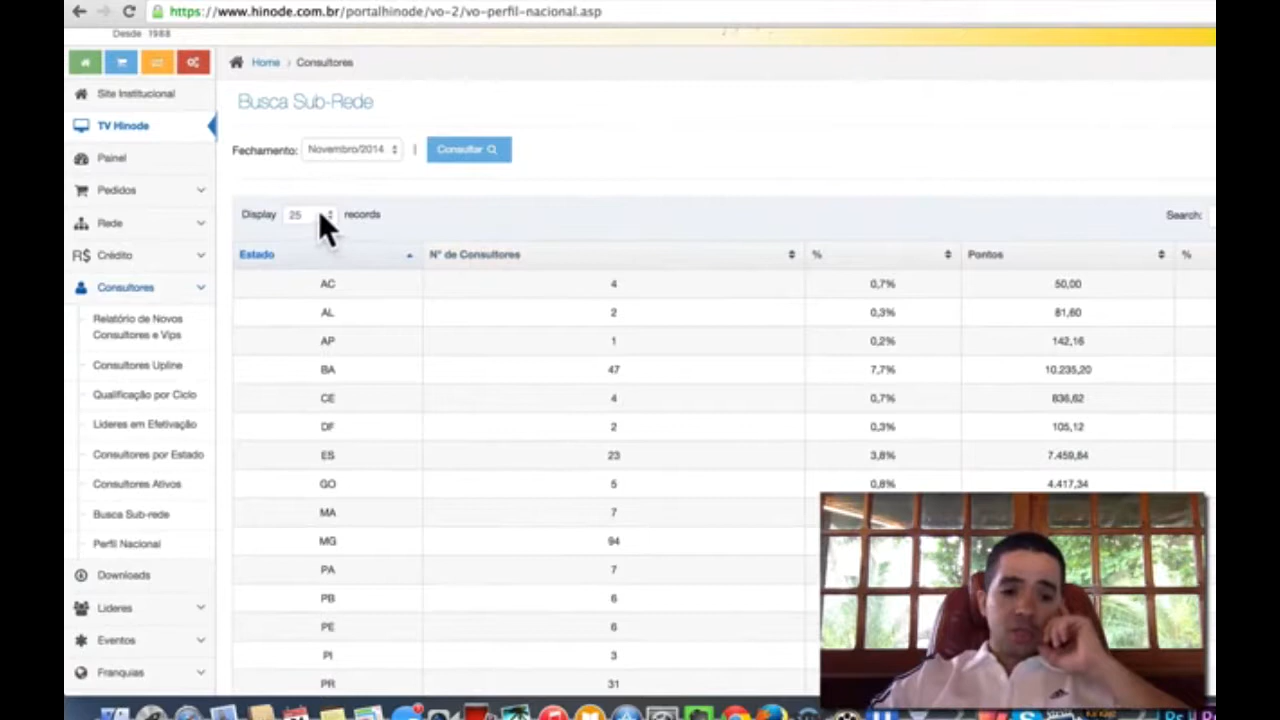 https://www.hinode.com.br/portalhinode/vo-2/vo-perfil-nacional.asp
Desde 1988
Home › Consultores
Site Institucional
Busca Sub-Rede
TV Hinode
Fechamento: Novembro/2014 | Consultar
Painel
Pedidos
Display 25 records
Search:
Rede
R$ Crédito
Estado N° de Consultores % Pontos %
Consultores
AC 4 0,7% 50,00
Relatório de Novos
Consultores e Vips
AL 2 0,3% 81,60
AP 1 0,2% 142,16
Consultores Upline
BA 47 7,7% 10.235,20
Qualificação por Ciclo
CE 4 0,7% 836,62
Lideres em Efetivação
DF 2 0,3% 105,12
Consultores por Estado
ES 23 3,8% 7.459,84
Consultores Ativos
GO 5 0,8% 4.417,34
Busca Sub-rede
MA 7
Perfil Nacional
MG 94
Downloads
PA 7
Lideres
PB 6
PE 6
Eventos
PI 3
Franquias
PR 31